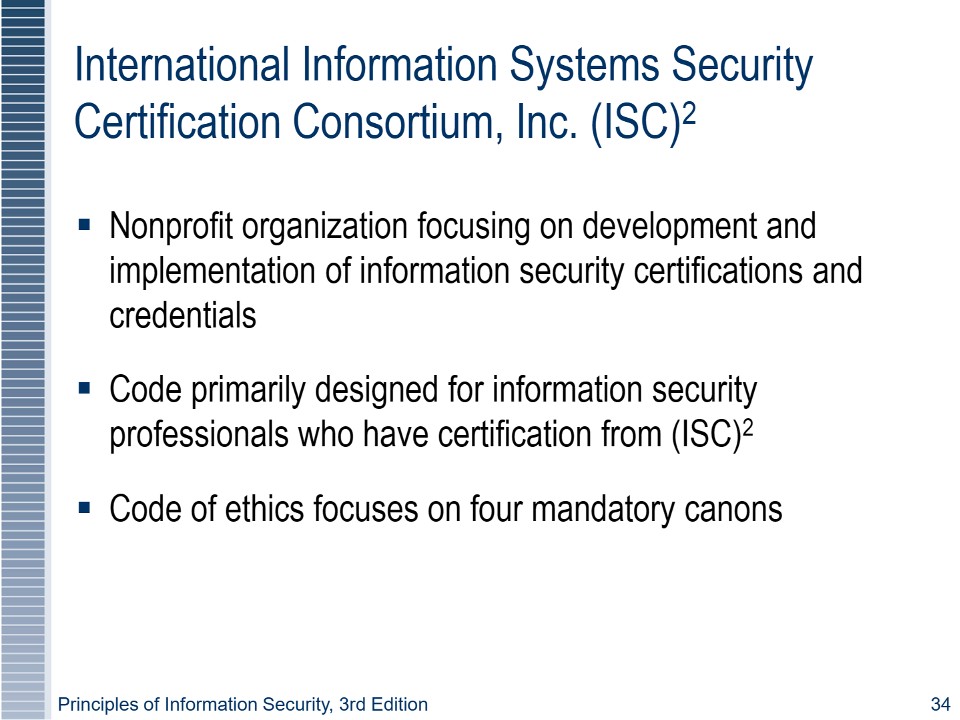 International Information Systems Security
Certification Consortium, Inc. (ISC)2
▪ Nonprofit organization focusing on development and
implementation of information security certifications and
credentials
▪ Code primarily designed for information security
professionals who have certification from (ISC)2
▪ Code of ethics focuses on four mandatory canons
Principles of Information Security, 3rd Edition
34